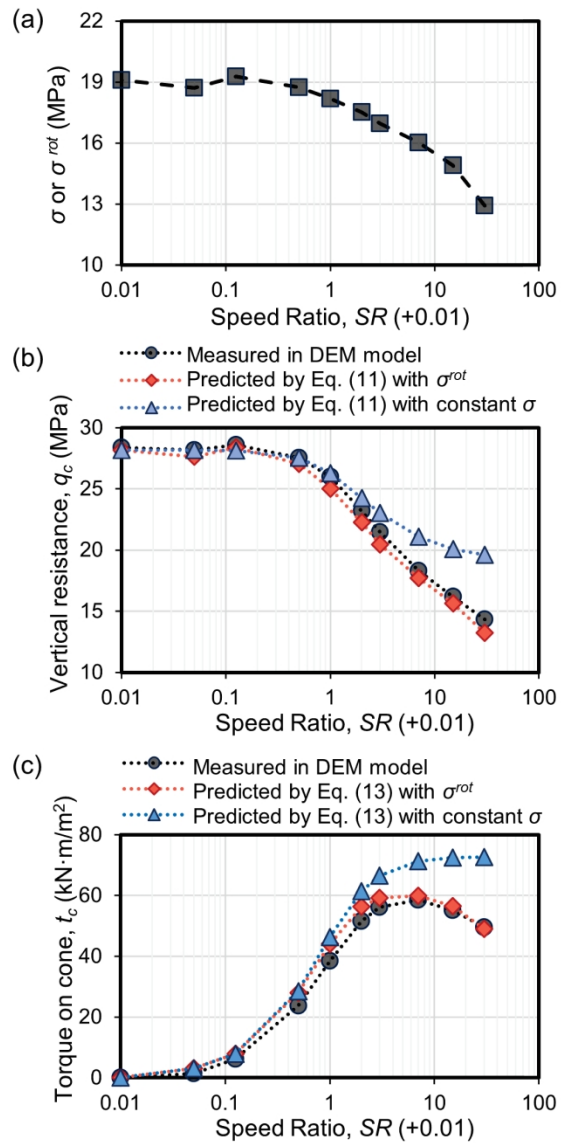 (a)
22
19
16
13
10
σ or σ^rot (MPa)
0.01 0.1 1 10 100
Speed Ratio, SR (+0.01)
(b)
Measured in DEM model
Predicted by Eq. (11) with σ^rot
Predicted by Eq. (11) with constant σ
30
25
20
15
10
Vertical resistance, q_c (MPa)
0.01 0.1 1 10 100
Speed Ratio, SR (+0.01)
(c)
Measured in DEM model
Predicted by Eq. (13) with σ^rot
Predicted by Eq. (13) with constant σ
80
60
40
20
0
Torque on cone, t_c (kN·m/m²)
0.01 0.1 1 10 100
Speed Ratio, SR (+0.01)